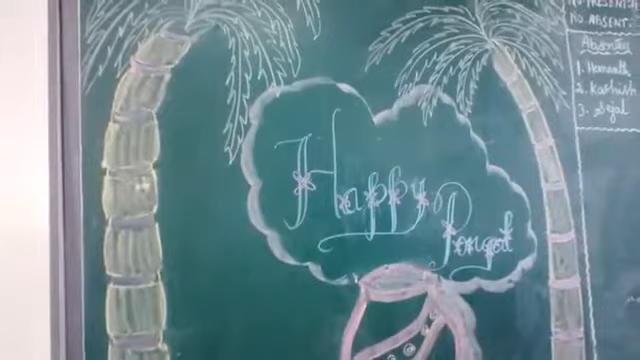 Happy
Pongal
NO. PRESENT:
NO. ABSENT:
Absentees
1. Hemanth,
2. Kashish
3. Sejal